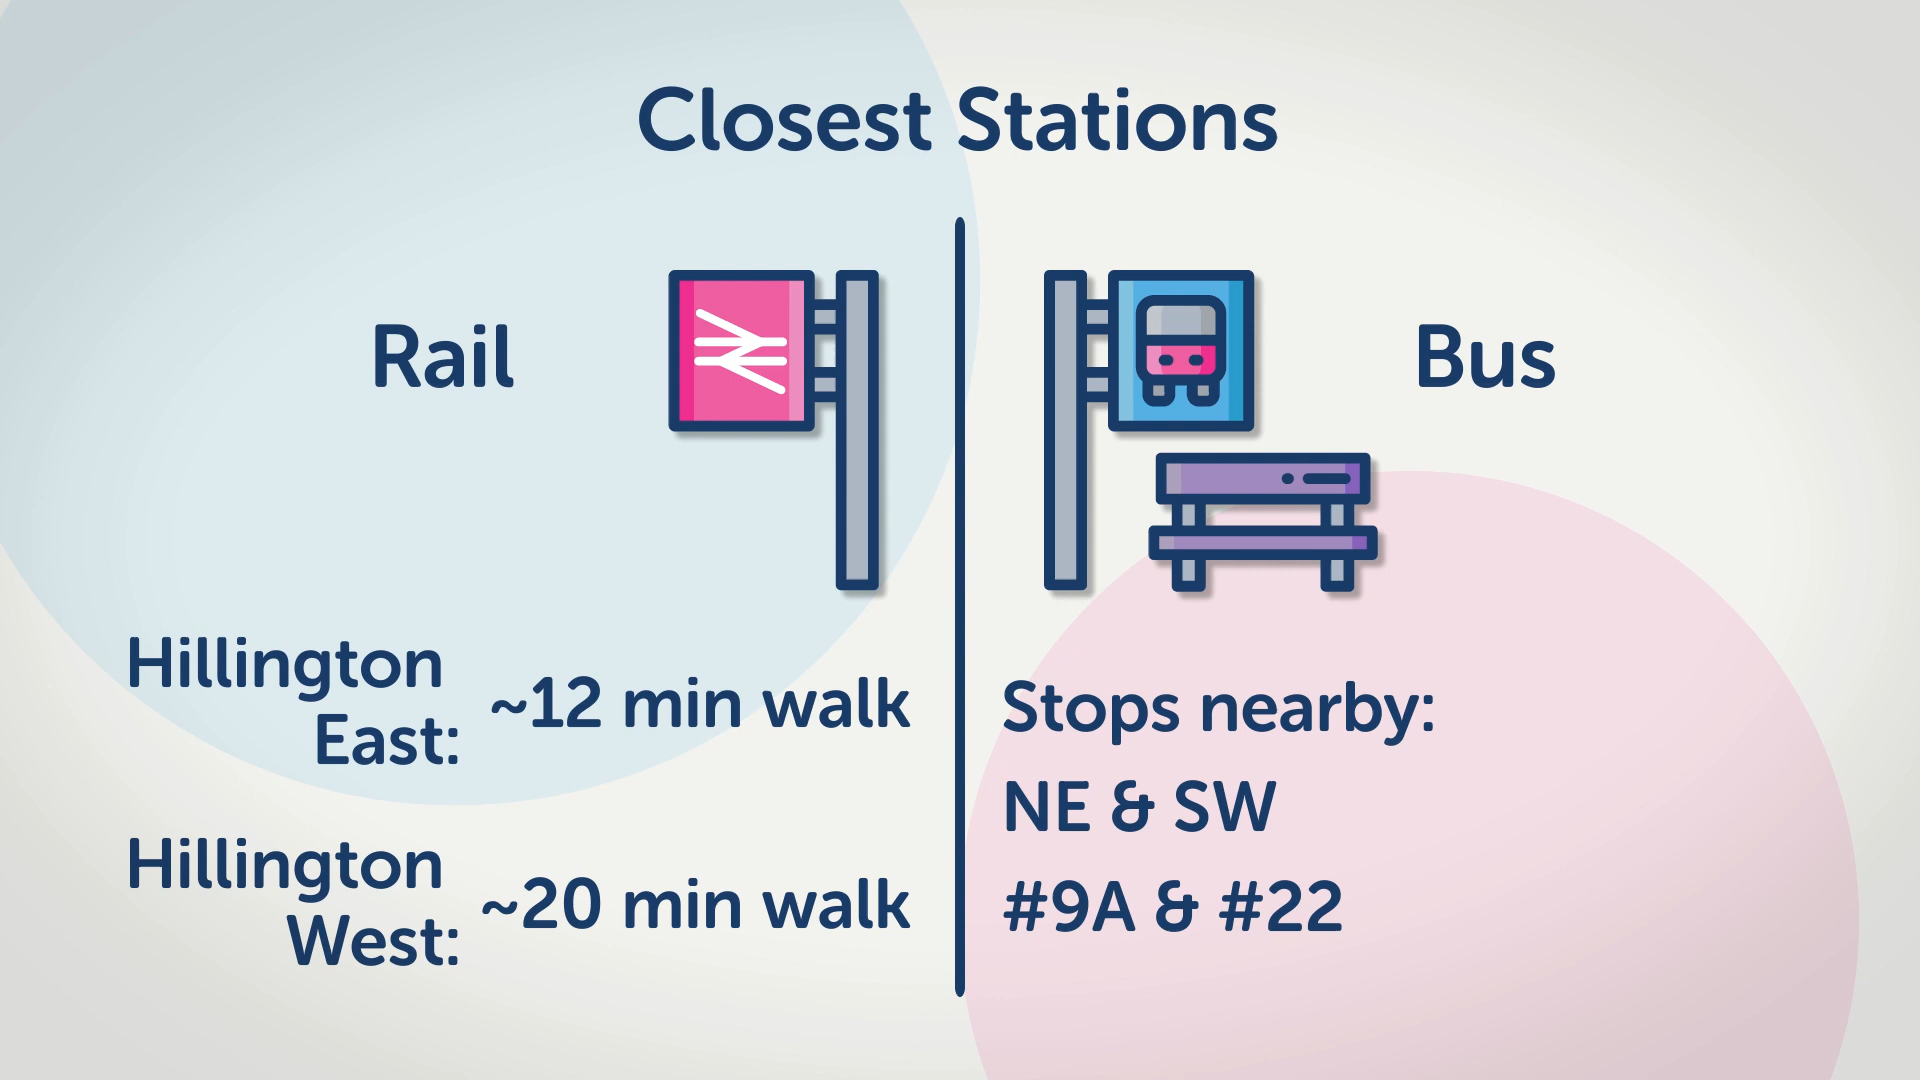 Closest Stations
Rail
Hillington
East:
~12 min walk
Hillington
West:
~20 min walk
Bus
Stops nearby:
NE & SW
#9A & #22